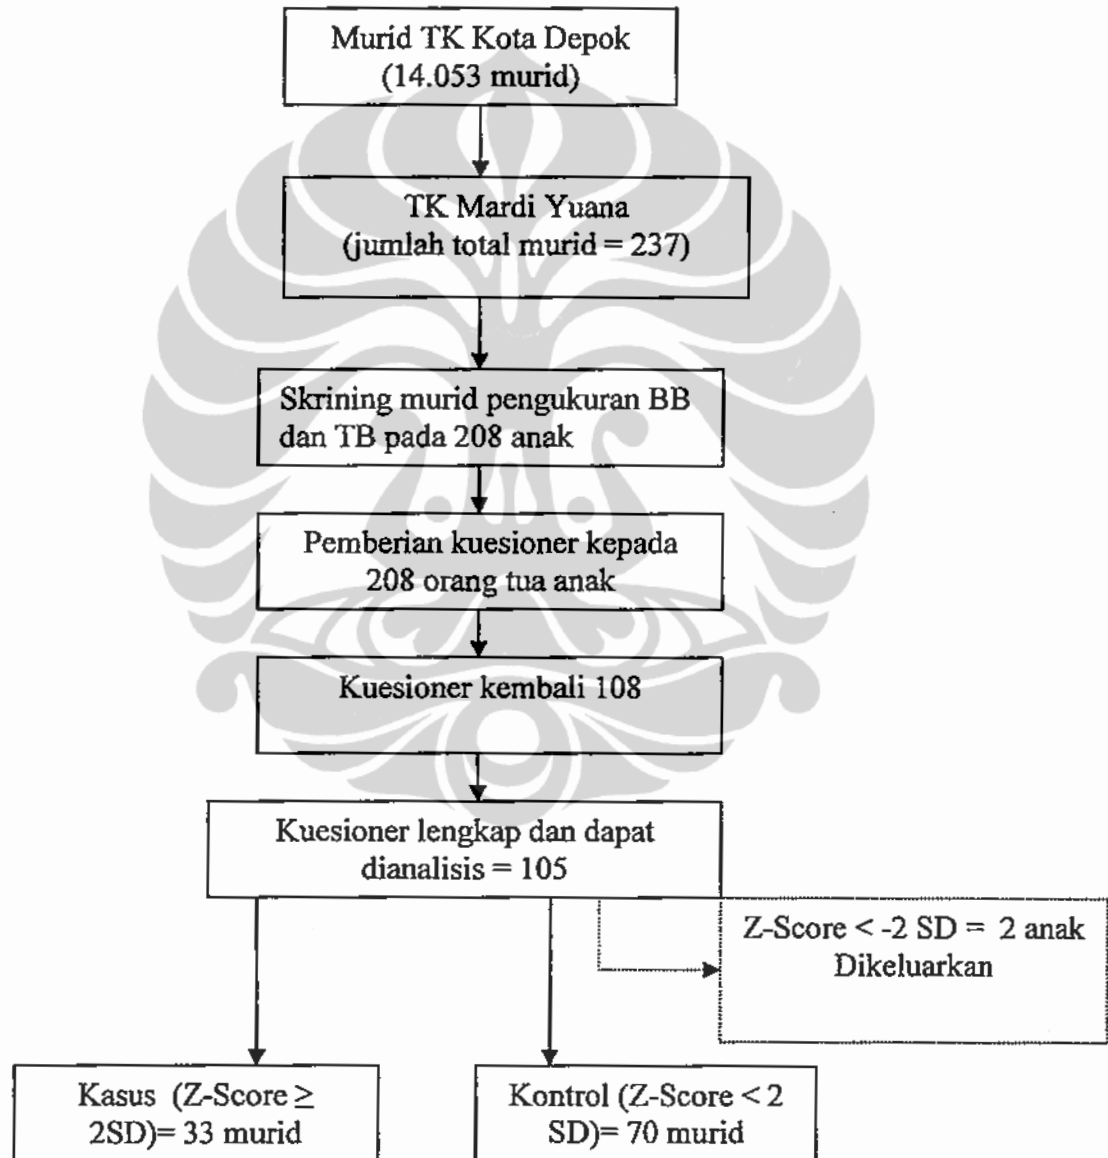 Murid TK Kota Depok
(14.053 murid)
TK Mardi Yuana
(jumlah total murid = 237)
Skrining murid pengukuran BB
dan TB pada 208 anak
Pemberian kuesioner kepada
208 orang tua anak
Kuesioner kembali 108
Kuesioner lengkap dan dapat
dianalisis = 105
Z-Score < -2 SD = 2 anak
Dikeluarkan
Kasus (Z-Score ≥
2SD)= 33 murid
Kontrol (Z-Score < 2
SD)= 70 murid